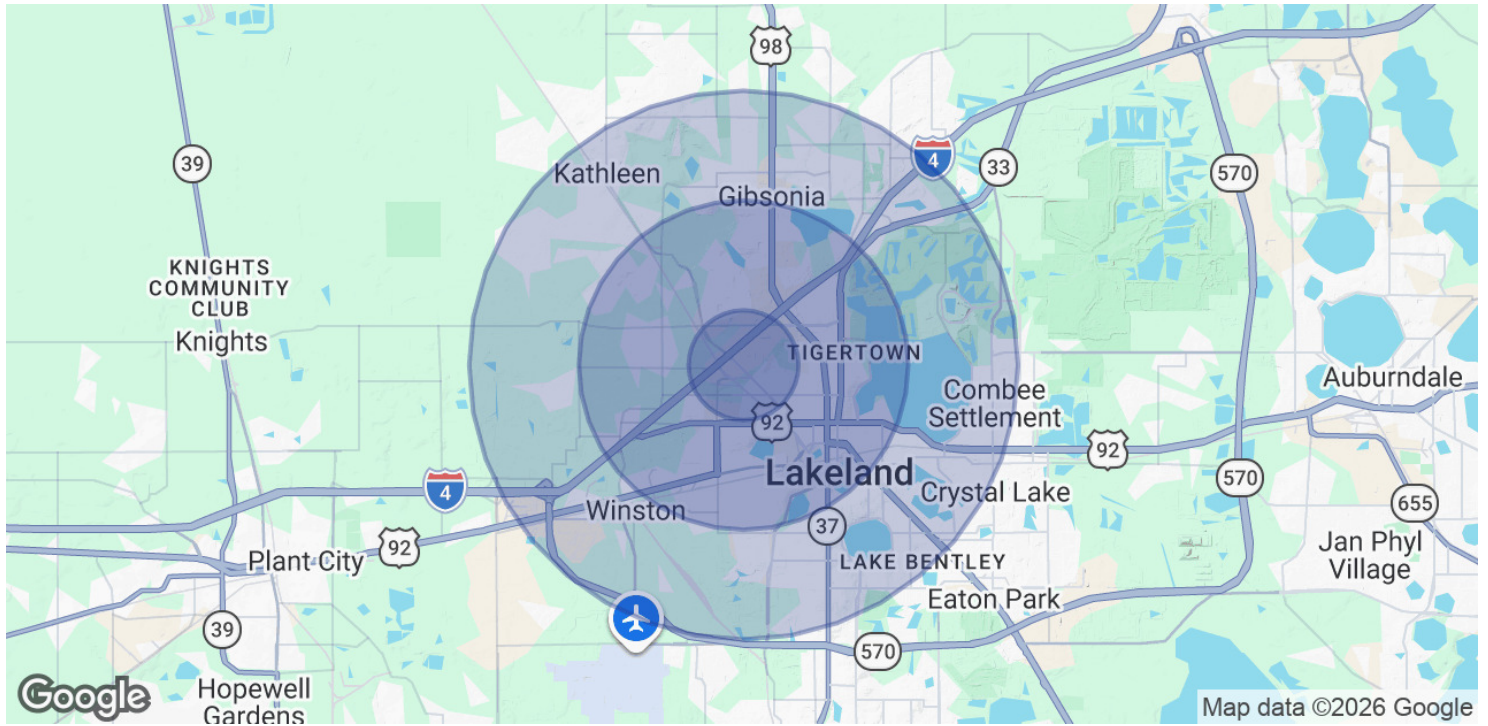 98
39
Kathleen
4
33
570
Gibsonia
KNIGHTS
COMMUNITY
CLUB
Knights
TIGERTOWN
Combee
Settlement
Auburndale
92
92
Lakeland
570
4
Crystal Lake
655
Winston
37
92
Plant City
LAKE BENTLEY
Jan Phyl
Village
Eaton Park
39
570
Hopewell
Gardens
Google
Map data ©2026 Google